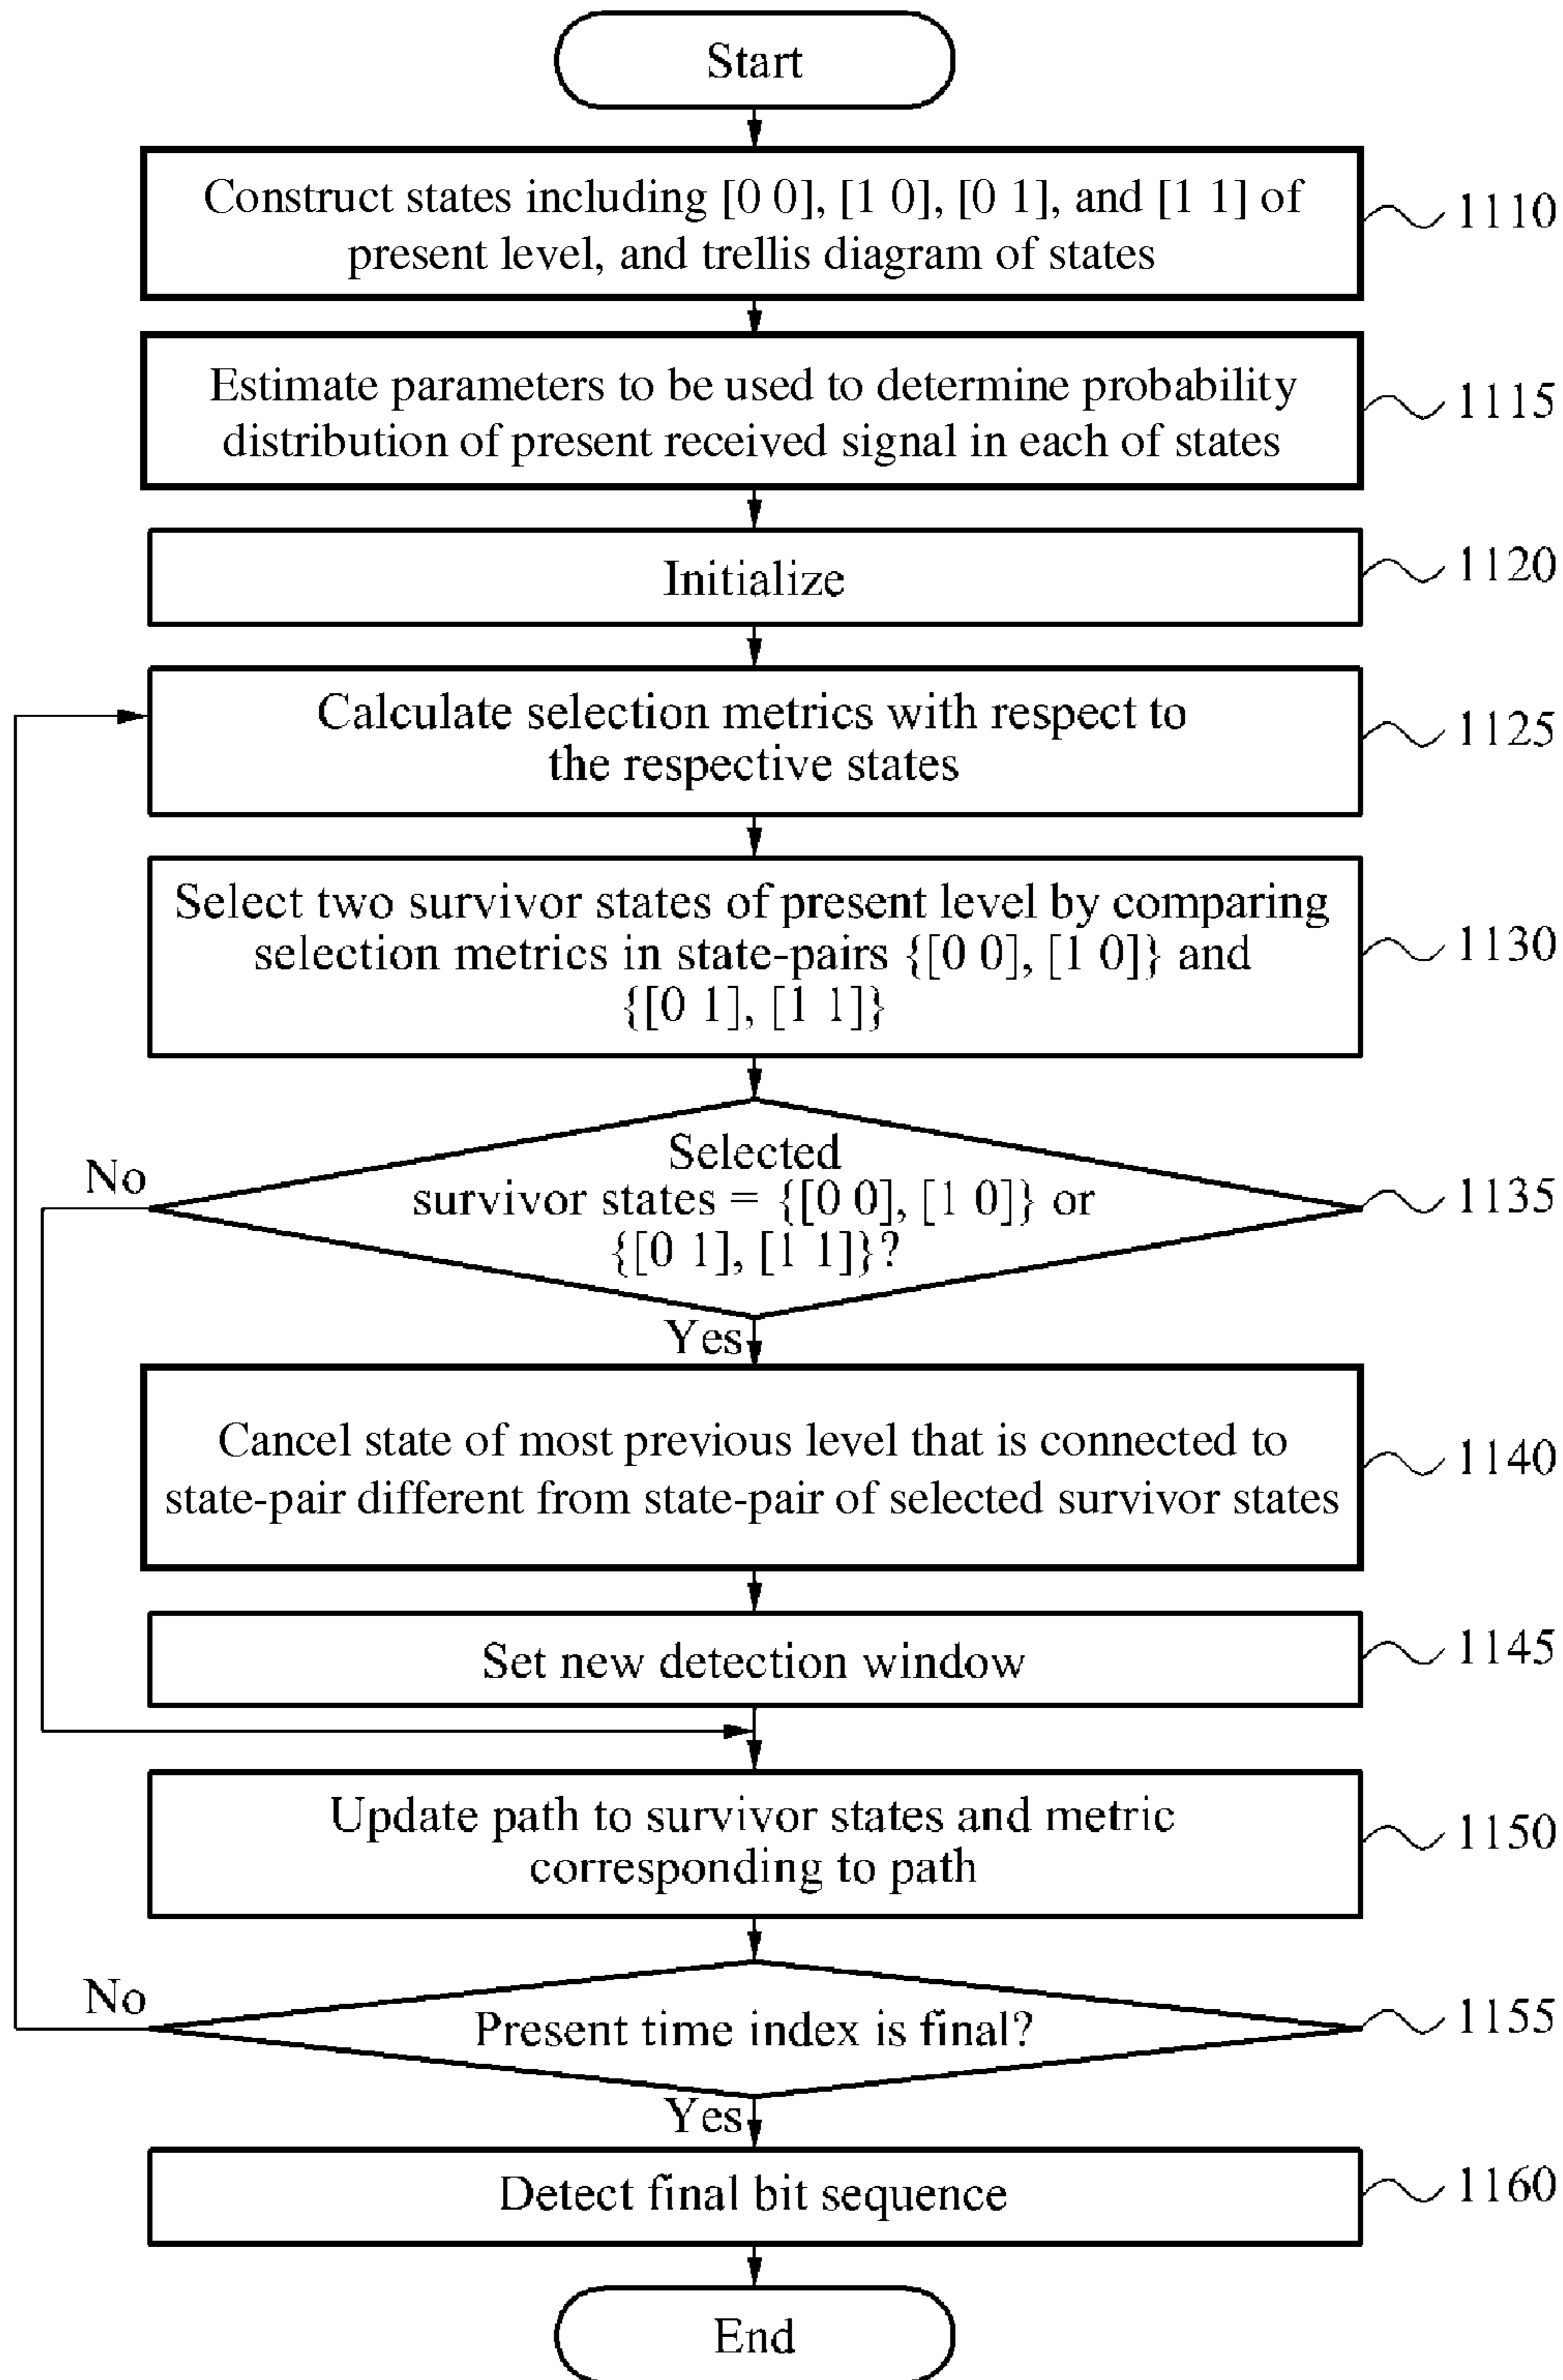 Start
Construct states including [0 0], [1 0], [0 1], and [1 1] of
present level, and trellis diagram of states
1110
Estimate parameters to be used to determine probability
distribution of present received signal in each of states
1115
Initialize
1120
Calculate selection metrics with respect to
the respective states
1125
Select two survivor states of present level by comparing
selection metrics in state-pairs {[0 0], [1 0]} and
{[0 1], [1 1]}
1130
Selected
survivor states = {[0 0], [1 0]} or
{[0 1], [1 1]}?
1135
No
Yes
Cancel state of most previous level that is connected to
state-pair different from state-pair of selected survivor states
1140
Set new detection window
1145
Update path to survivor states and metric
corresponding to path
1150
Present time index is final?
1155
No
Yes
Detect final bit sequence
1160
End